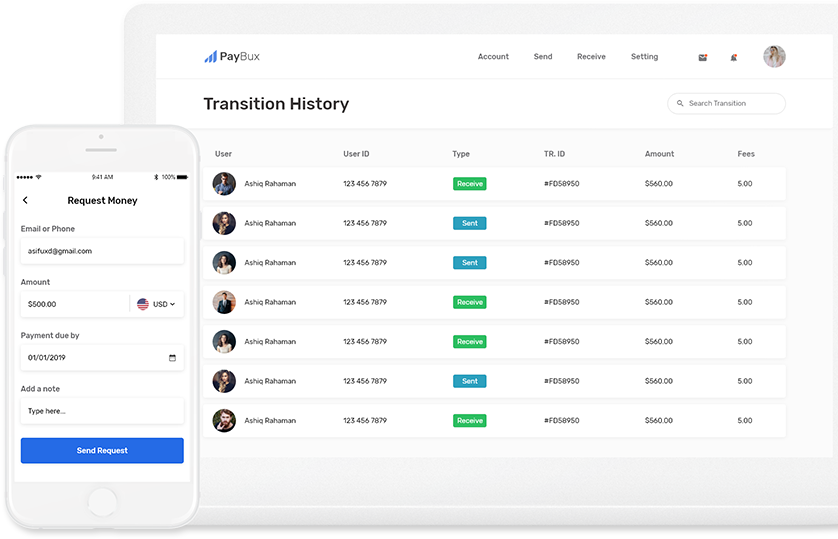 PayBux
Account Send Receive Setting
Transition History
Search Transition
User User ID Type TR. ID Amount Fees
Ashiq Rahaman 123 456 7879 Receive #FD58950 $560.00 5.00
Ashiq Rahaman 123 456 7879 Sent #FD58950 $560.00 5.00
Ashiq Rahaman 123 456 7879 Sent #FD58950 $560.00 5.00
Ashiq Rahaman 123 456 7879 Receive #FD58950 $560.00 5.00
Ashiq Rahaman 123 456 7879 Receive #FD58950 $560.00 5.00
Ashiq Rahaman 123 456 7879 Sent #FD58950 $560.00 5.00
Ashiq Rahaman 123 456 7879 Receive #FD58950 $560.00 5.00
9:41 AM 100%
Request Money
Email or Phone
asifuxd@gmail.com
Amount
$500.00 USD
Payment due by
01/01/2019
Add a note
Type here...
Send Request